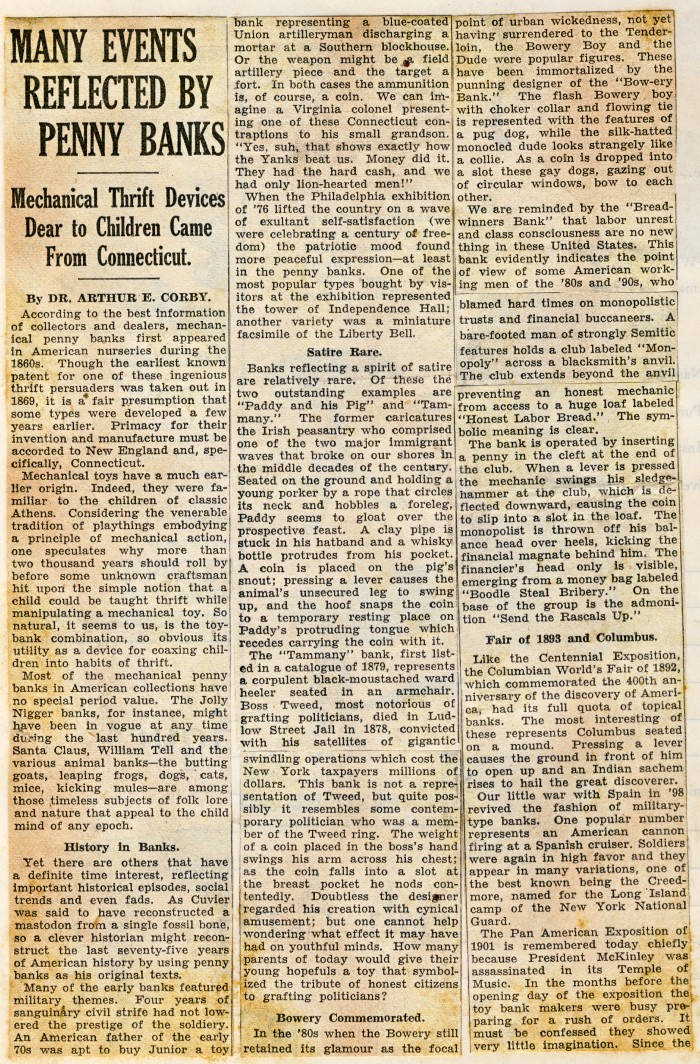 MANY EVENTS
REFLECTED BY
PENNY BANKS
Mechanical Thrift Devices
Dear to Children Came
From Connecticut.
By DR. ARTHUR E. CORBY.
According to the best information
of collectors and dealers, mechan-
ical penny banks first appeared
in American nurseries during the
1860s. Though the earliest known
patent for one of these ingenious
thrift persuaders was taken out in
1869, it is a fair presumption that
some types were developed a few
years earlier. Primacy for their
invention and manufacture must be
accorded to New England and, spe-
cifically, Connecticut.
Mechanical toys have a much ear-
lier origin. Indeed, they were fa-
miliar to the children of classic
Athens. Considering the venerable
tradition of playthings embodying
a principle of mechanical action,
one speculates why more than
two thousand years should roll by
before some unknown craftsman
hit upon the simple notion that a
child could be taught thrift while
manipulating a mechanical toy. So
natural, it seems to us, is the toy-
bank combination, so obvious its
utility as a device for coaxing chil-
dren into habits of thrift.
Most of the mechanical penny
banks in American collections have
no special period value. The Jolly
Nigger banks, for instance, might
have been in vogue at any time
during the last hundred years.
Santa Claus, William Tell and the
various animal banks—the butting
goats, leaping frogs, dogs, cats,
mice, kicking mules—are among
those timeless subjects of folk lore
and nature that appeal to the child
mind of any epoch.
History in Banks.
Yet there are others that have
a definite time interest, reflecting
important historical episodes, social
trends and even fads. As Cuvier
was said to have reconstructed a
mastodon from a single fossil bone,
so a clever historian might recon-
struct the last seventy-five years
of American history by using penny
banks as his original texts.
Many of the early banks featured
military themes. Four years of
sanguinary civil strife had not low-
ered the prestige of the soldiery.
An American father of the early
70s was apt to buy Junior a toy
bank representing a blue-coated
Union artilleryman discharging a
mortar at a Southern blockhouse.
Or the weapon might be a field
artillery piece and the target a
fort. In both cases the ammunition
is, of course, a coin. We can im-
agine a Virginia colonel present-
ing one of these Connecticut con-
traptions to his small grandson.
"Yes, suh, that shows exactly how
the Yanks beat us. Money did it.
They had the hard cash, and we
had only lion-hearted men!"
When the Philadelphia exhibition
of '76 lifted the country on a wave
of exultant self-satisfaction (we
were celebrating a century of free-
dom) the patriotic mood found
more peaceful expression—at least
in the penny banks. One of the
most popular types bought by vis-
itors at the exhibition represented
the tower of Independence Hall;
another variety was a miniature
facsimile of the Liberty Bell.
Satire Rare.
Banks reflecting a spirit of satire
are relatively rare. Of these the
two outstanding examples are
"Paddy and his Pig" and "Tam-
many." The former caricatures
the Irish peasantry who comprised
one of the two major immigrant
waves that broke on our shores in
the middle decades of the century.
Seated on the ground and holding a
young porker by a rope that circles
its neck and hobbles a foreleg,
Paddy seems to gloat over the
prospective feast. A clay pipe is
stuck in his hatband and a whisky
bottle protrudes from his pocket.
A coin is placed on the pig's
snout; pressing a lever causes the
animal's unsecured leg to swing
up, and the hoof snaps the coin
to a temporary resting place on
Paddy's protruding tongue which
recedes carrying the coin with it.
The "Tammany" bank, first list-
ed in a catalogue of 1879, represents
a corpulent black-moustached ward
heeler seated in an armchair.
Boss Tweed, most notorious of
grafting politicians, died in Lud-
low Street Jail in 1878, convicted
with his satellites of gigantic
swindling operations which cost the
New York taxpayers millions of
dollars. This bank is not a repre-
sentation of Tweed, but quite pos-
sibly it resembles some contem-
porary politician who was a mem-
ber of the Tweed ring. The weight
of a coin placed in the boss's hand
swings his arm across his chest;
as the coin falls into a slot at
the breast pocket he nods con-
tentedly. Doubtless the designer
regarded his creation with cynical
amusement; but one cannot help
wondering what effect it may have
had on youthful minds. How many
parents of today would give their
young hopefuls a toy that symbol-
ized the tribute of honest citizens
to grafting politicians?
Bowery Commemorated.
In the '80s when the Bowery still
retained its glamour as the focal
point of urban wickedness, not yet
having surrendered to the Tender-
loin, the Bowery Boy and the
Dude were popular figures. These
have been immortalized by the
punning designer of the "Bow-ery
Bank." The flash Bowery boy
with choker collar and flowing tie
is represented with the features of
a pug dog, while the silk-hatted
monocled dude looks strangely like
a collie. As a coin is dropped into
a slot these gay dogs, gazing out
of circular windows, bow to each
other.
We are reminded by the "Bread-
winners Bank" that labor unrest
and class consciousness are no new
thing in these United States. This
bank evidently indicates the point
of view of some American work-
ing men of the '80s and '90s, who
blamed hard times on monopolistic
trusts and financial buccaneers. A
bare-footed man of strongly Semitic
features holds a club labeled "Mon-
opoly" across a blacksmith's anvil.
The club extends beyond the anvil
preventing an honest mechanic
from access to a huge loaf labeled
"Honest Labor Bread." The sym-
bolic meaning is clear.
The bank is operated by inserting
a penny in the cleft at the end of
the club. When a lever is pressed
the mechanic swings his sledge-
hammer at the club, which is de-
flected downward, causing the coin
to slip into a slot in the loaf. The
monopolist is thrown off his bal-
ance head over heels, kicking the
financial magnate behind him. The
financier's head only is visible,
emerging from a money bag labeled
"Boodle Steal Bribery." On the
base of the group is the admoni-
tion "Send the Rascals Up."
Fair of 1893 and Columbus.
Like the Centennial Exposition,
the Columbian World's Fair of 1892,
which commemorated the 400th an-
niversary of the discovery of Ameri-
ca, had its full quota of topical
banks. The most interesting of
these represents Columbus seated
on a mound. Pressing a lever
causes the ground in front of him
to open up and an Indian sachem
rises to hail the great discoverer.
Our little war with Spain in '98
revived the fashion of military-
type banks. One popular number
represents an American cannon
firing at a Spanish cruiser. Soldiers
were again in high favor and they
appear in many variations, one of
the best known being the Creed-
more, named for the Long Island
camp of the New York National
Guard.
The Pan American Exposition of
1901 is remembered today chiefly
because President McKinley was
assassinated in its Temple of
Music. In the months before the
opening day of the exposition the
toy bank makers were busy pre-
paring for a rush of orders. It
must be confessed they showed
very little imagination. Since the